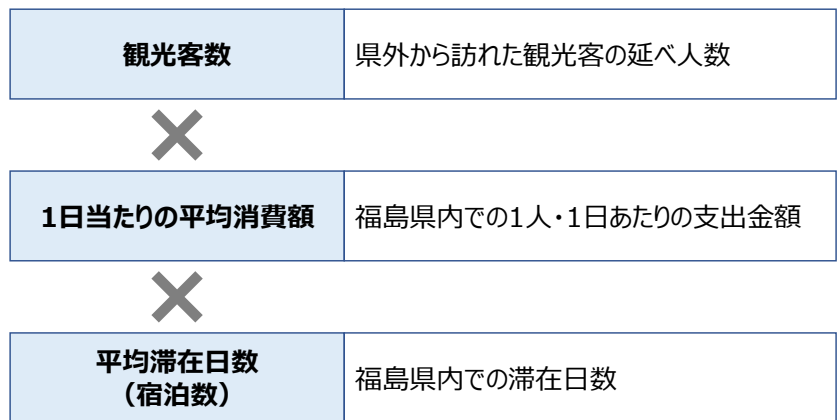 観光客数
県外から訪れた観光客の延べ人数
×
1日当たりの平均消費額
福島県内での1人・1日あたりの支出金額
×
平均滞在日数
（宿泊数）
福島県内での滞在日数